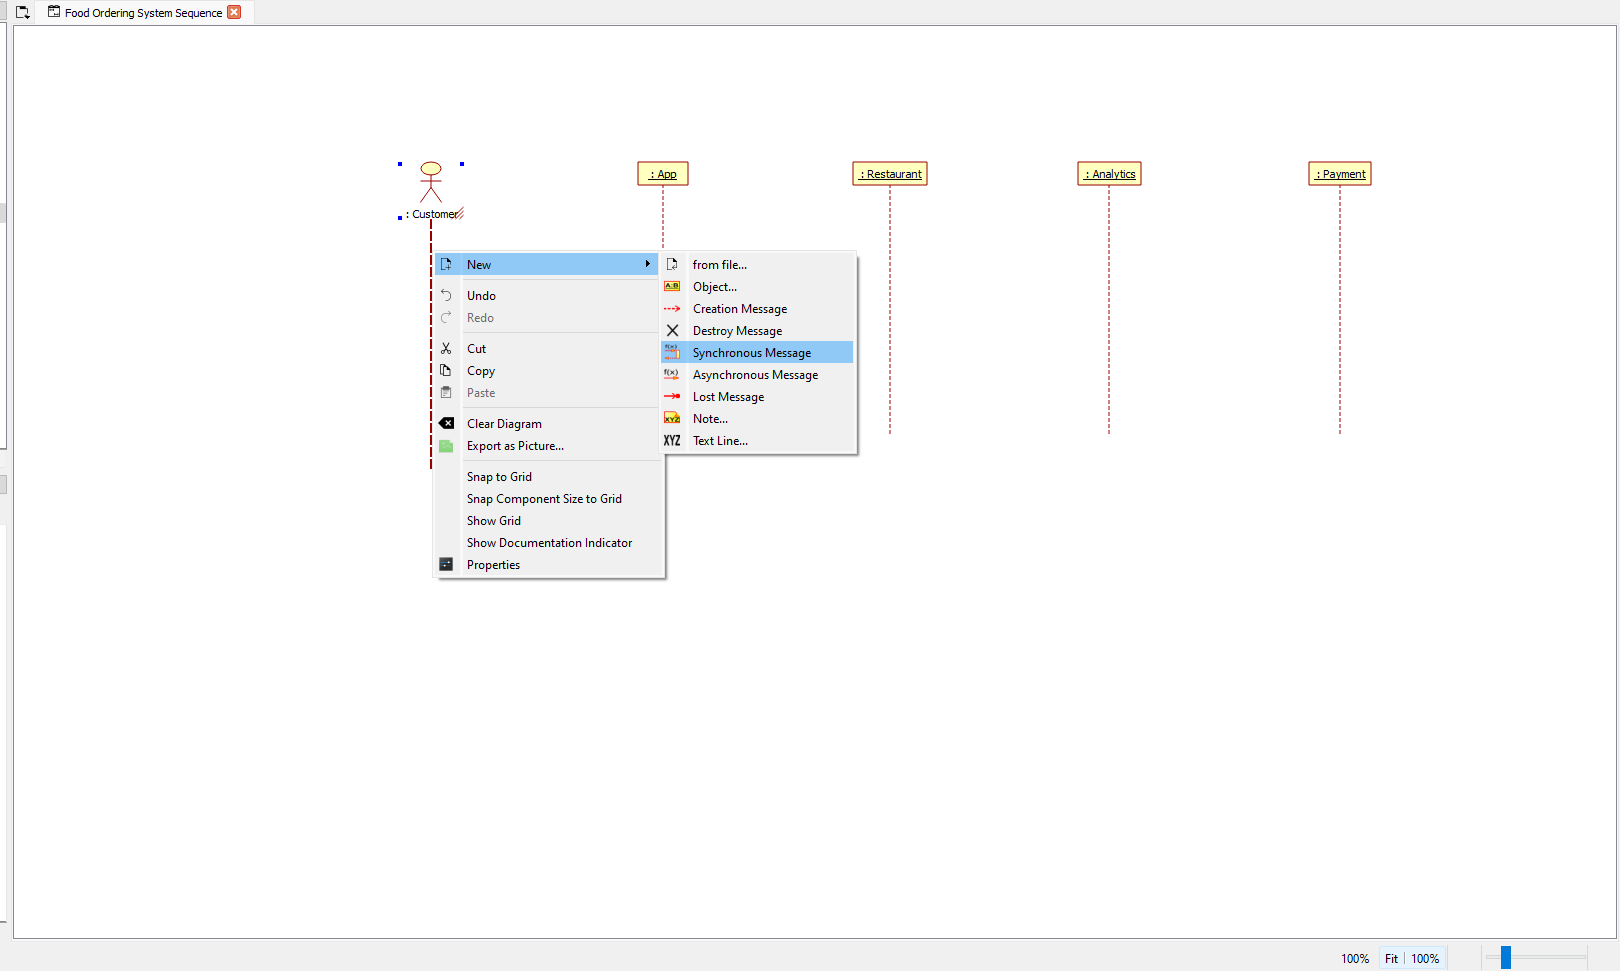 Food Ordering System Sequence
: Customer
: App
: Restaurant
: Analytics
: Payment
New
Undo
Redo
Cut
Copy
Paste
Clear Diagram
Export as Picture...
Snap to Grid
Snap Component Size to Grid
Show Grid
Show Documentation Indicator
Properties
from file...
A:B Object...
Creation Message
Destroy Message
f(x) Synchronous Message
f(x) Asynchronous Message
Lost Message
XYZ Note...
XYZ Text Line...
100% Fit 100%